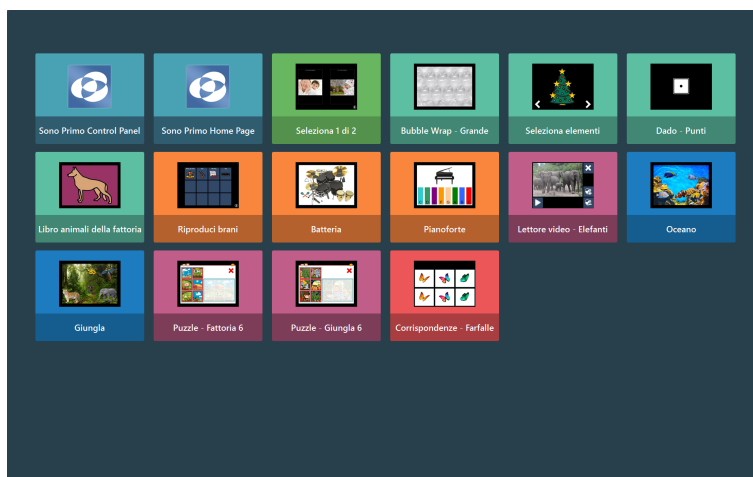 Sono Primo Control Panel
Sono Primo Home Page
Seleziona 1 di 2
Bubble Wrap - Grande
Seleziona elementi
Dado - Punti
Libro animali della fattoria
Riproduci brani
Batteria
Pianoforte
Lettore video - Elefanti
Oceano
Giungla
Puzzle - Fattoria 6
Puzzle - Giungla 6
Corrispondenze - Farfalle